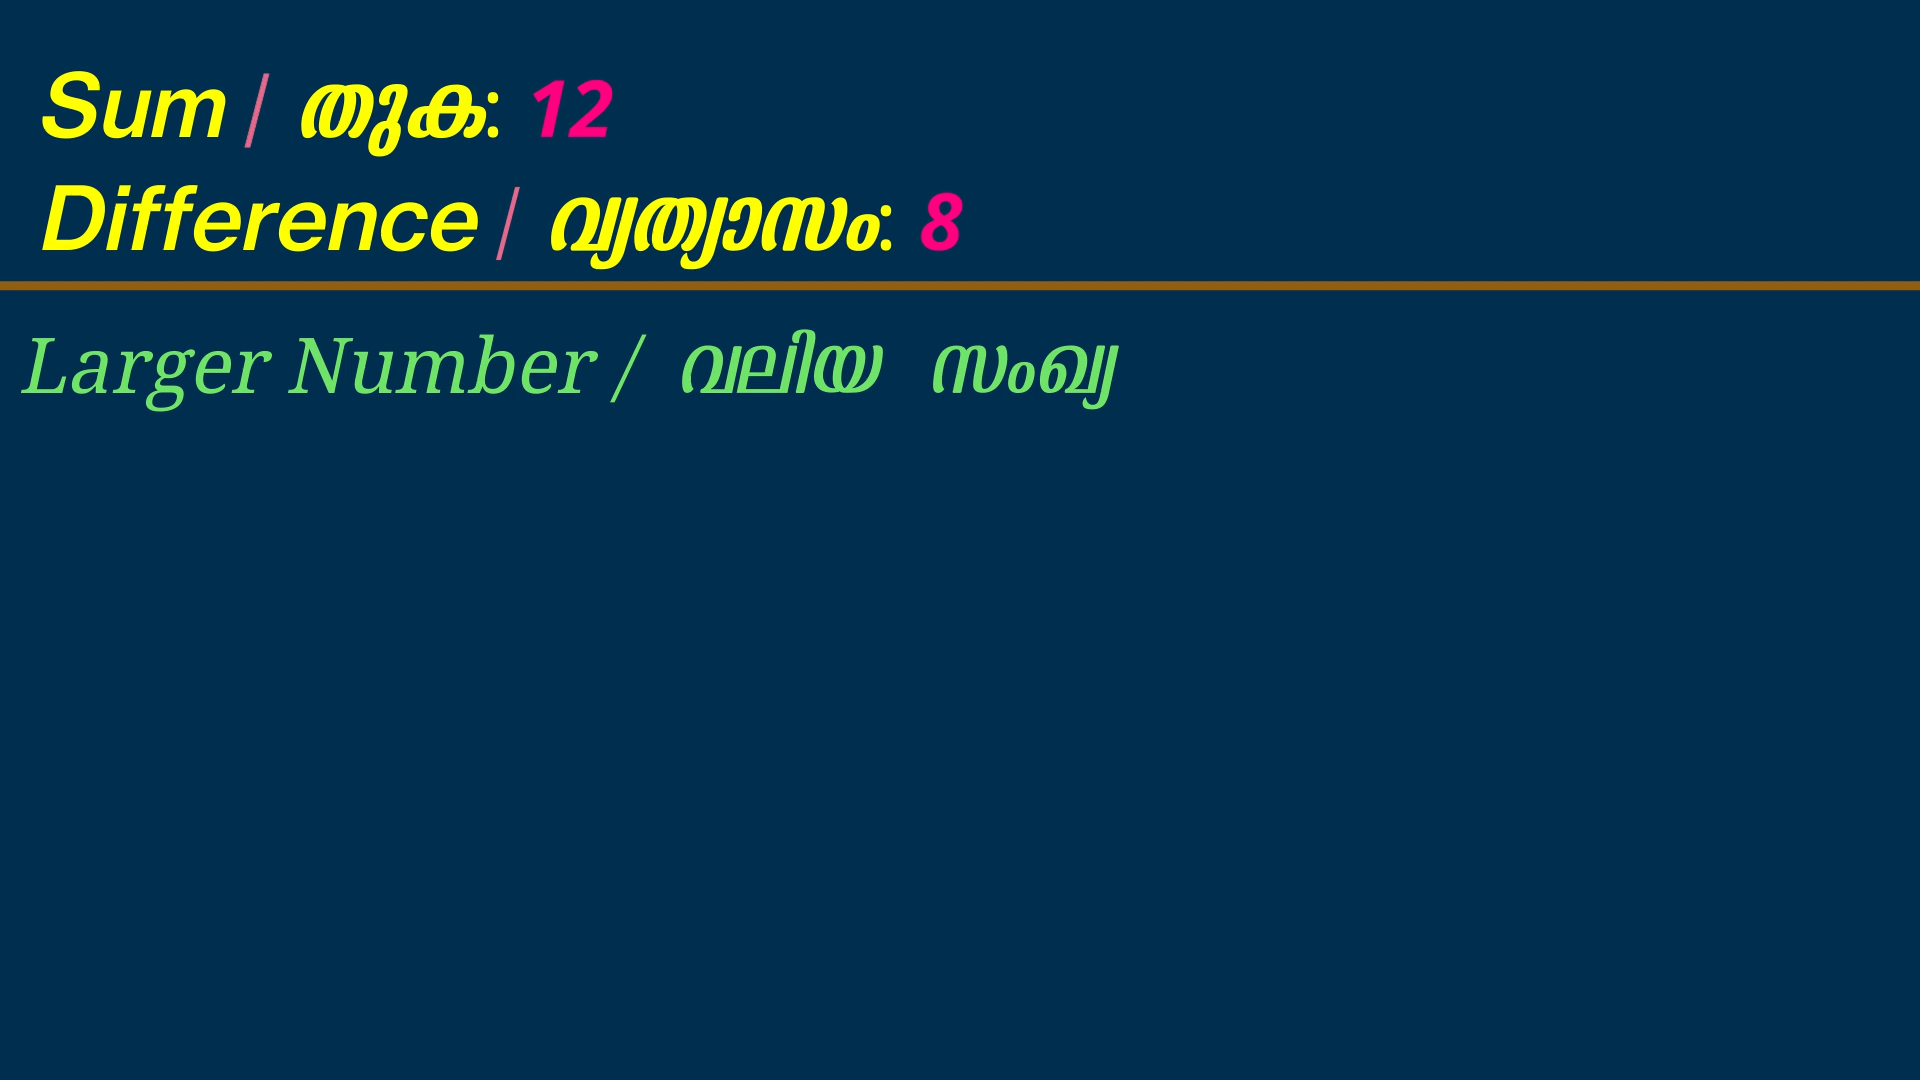 Sum / തുക: 12
Difference / വ്യത്യാസം: 8
Larger Number / വലിയ സംഖ്യ